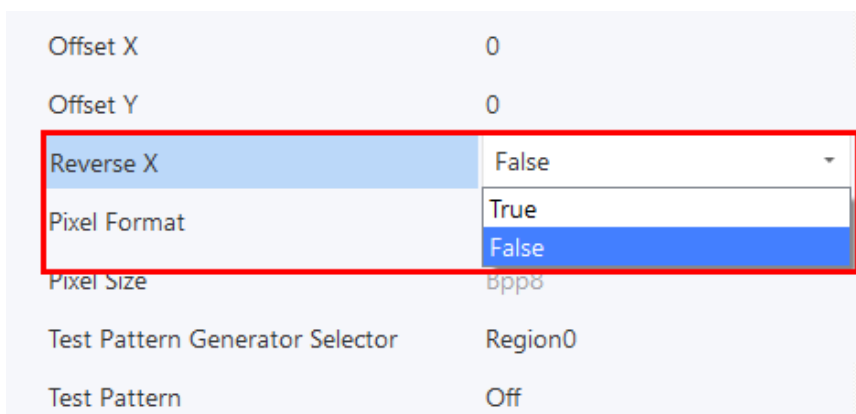 Offset X 0
Offset Y 0
Reverse X False
True
Pixel Format
False
Pixel Size Bpp8
Test Pattern Generator Selector Region0
Test Pattern Off